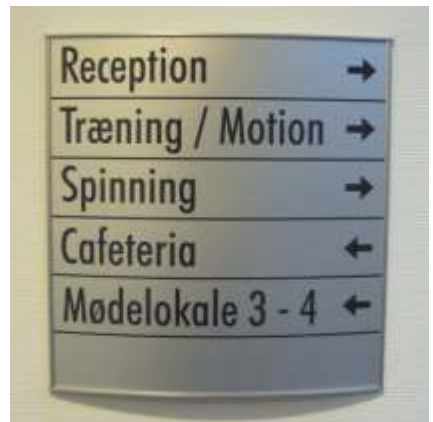 Reception →
Træning / Motion →
Spinning →
Cafeteria ←
Mødelokale 3 - 4 ←